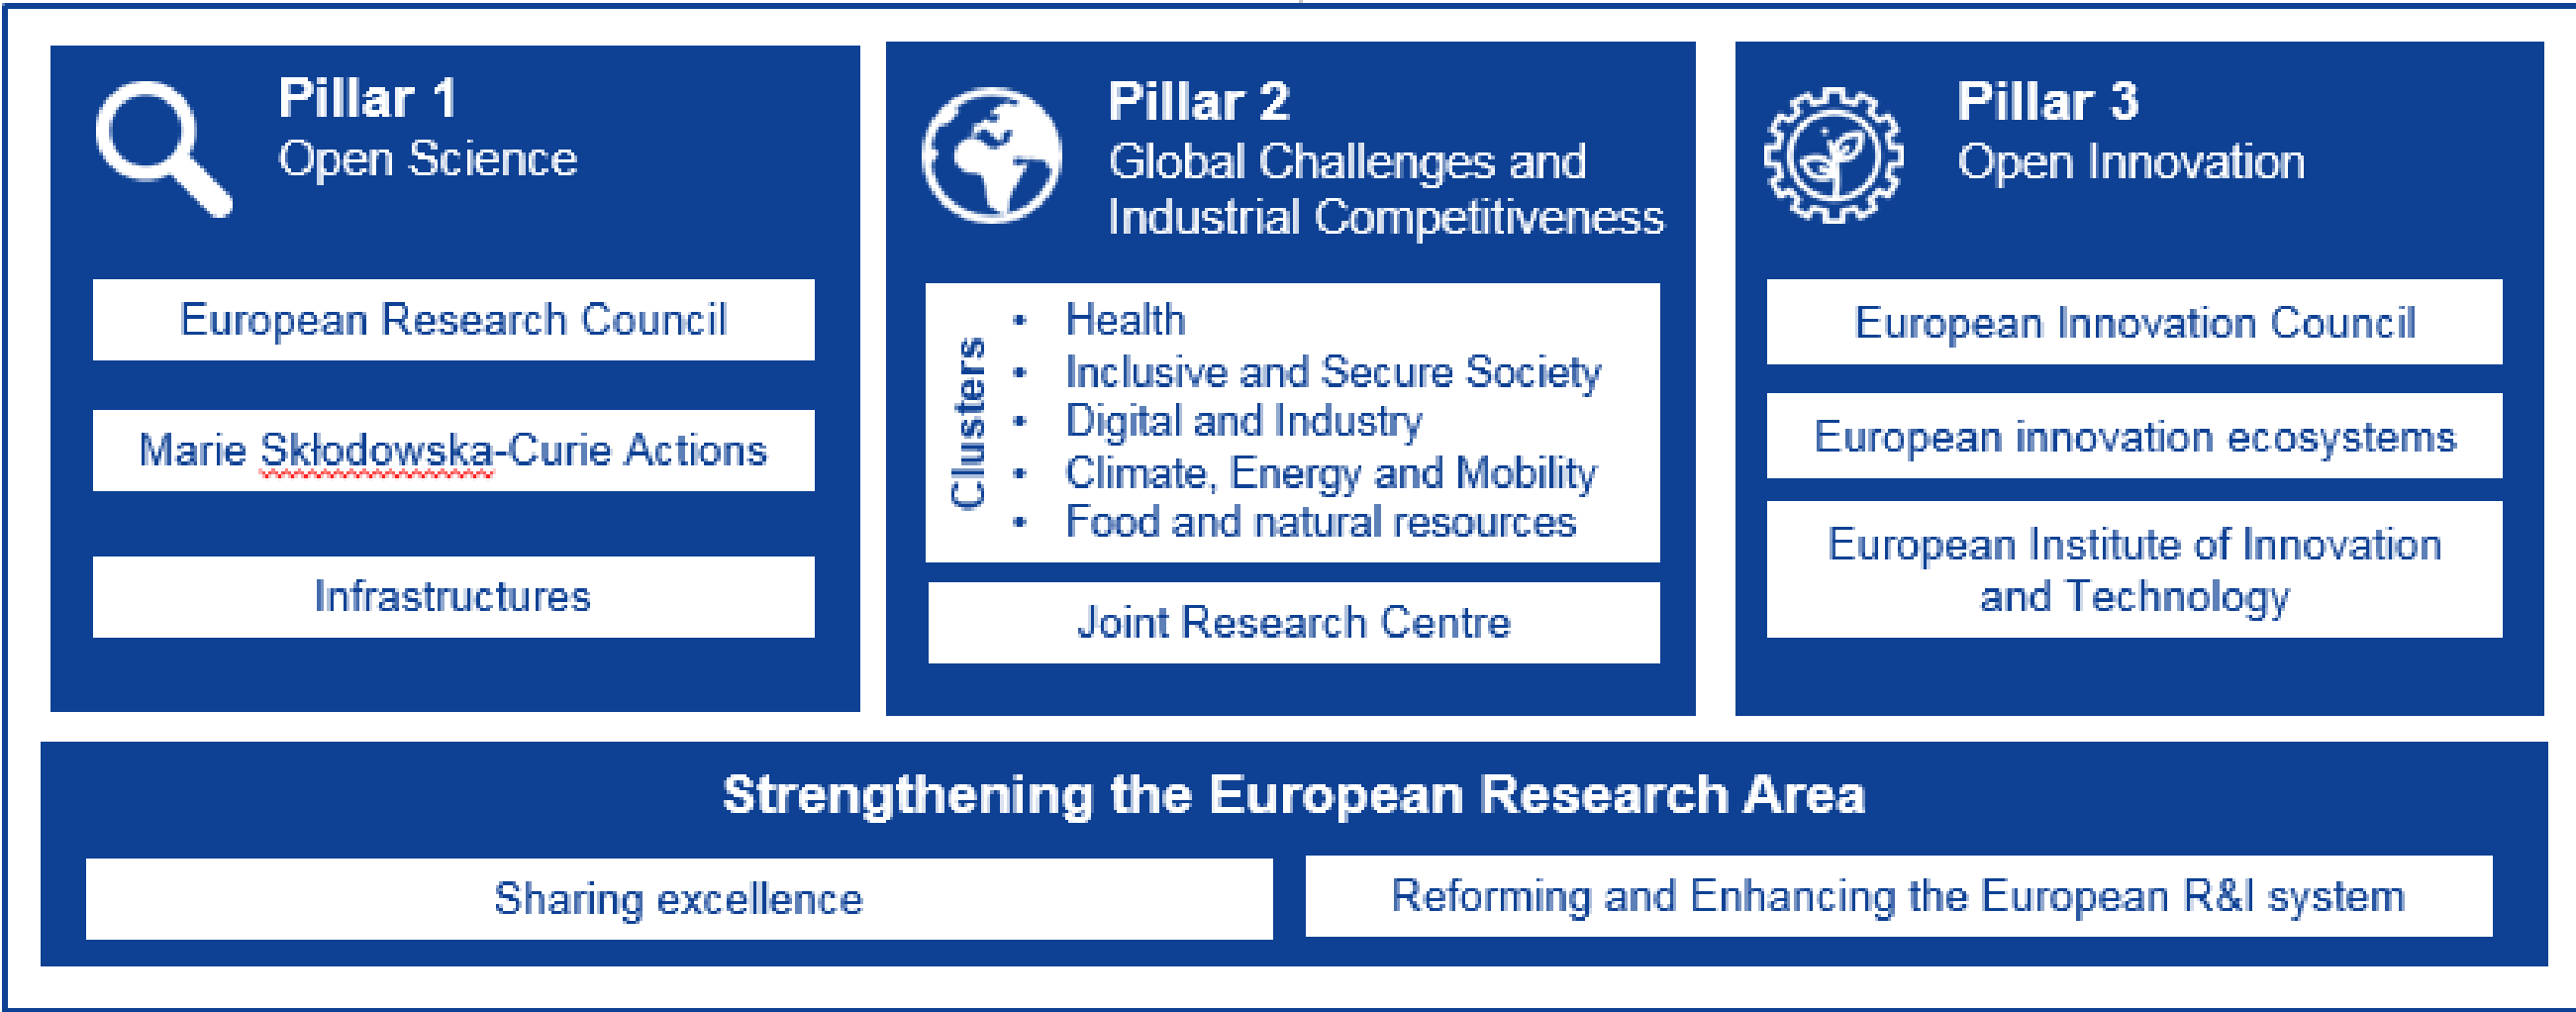 Pillar 1
Open Science
European Research Council
Marie Skłodowska-Curie Actions
Infrastructures
Pillar 2
Global Challenges and
Industrial Competitiveness
Clusters
• Health
• Inclusive and Secure Society
• Digital and Industry
• Climate, Energy and Mobility
• Food and natural resources
Joint Research Centre
Pillar 3
Open Innovation
European Innovation Council
European innovation ecosystems
European Institute of Innovation
and Technology
Strengthening the European Research Area
Sharing excellence
Reforming and Enhancing the European R&I system